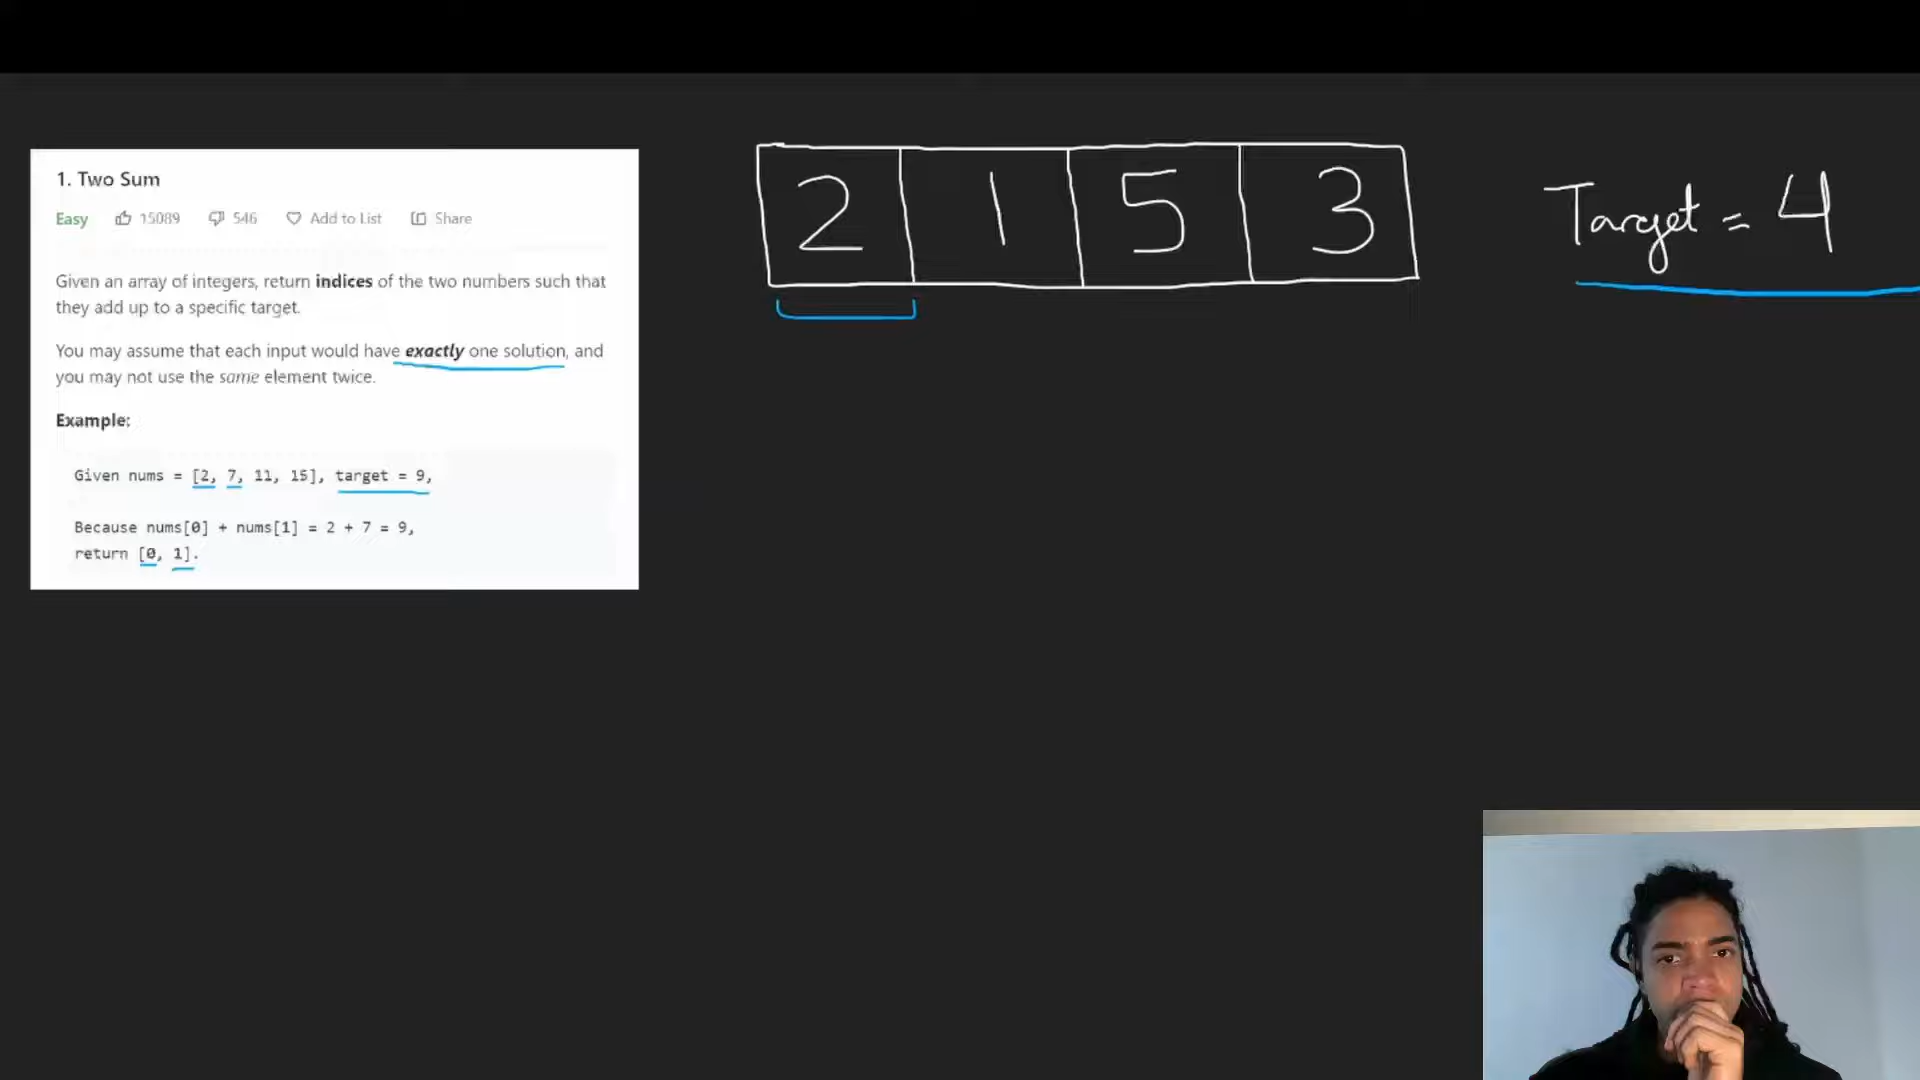 1. Two Sum
Easy 15089 546 Add to List Share
Given an array of integers, return indices of the two numbers such that
they add up to a specific target.
You may assume that each input would have exactly one solution, and
you may not use the same element twice.
Example:
Given nums = [2, 7, 11, 15], target = 9,
Because nums[0] + nums[1] = 2 + 7 = 9,
return [0, 1].
2 1 5 3
Target = 4